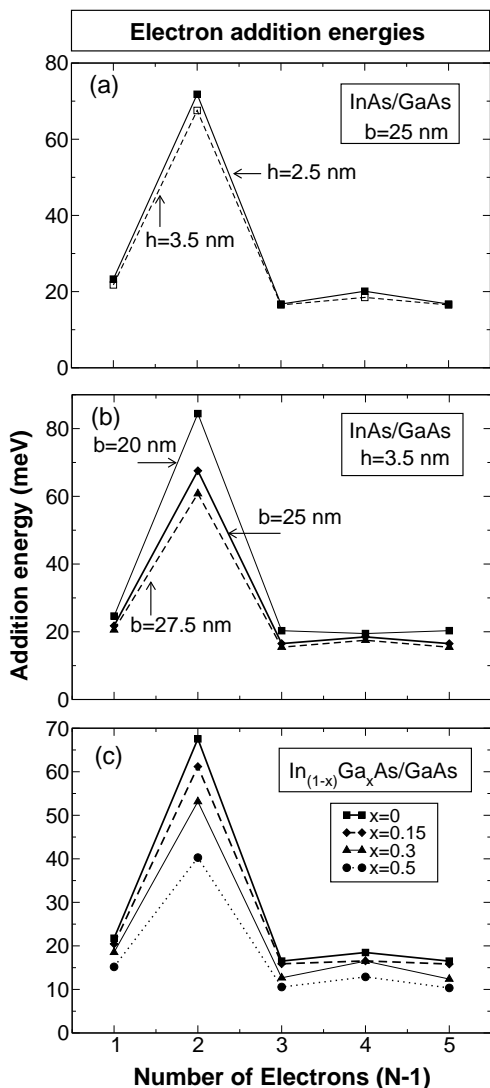 Electron addition energies
(a)
InAs/GaAs
b=25 nm
h=2.5 nm
h=3.5 nm
80
60
40
20
0
(b)
InAs/GaAs
h=3.5 nm
b=20 nm
b=25 nm
b=27.5 nm
80
60
40
20
0
Addition energy (meV)
(c)
In(1-x)GaxAs/GaAs
x=0
x=0.15
x=0.3
x=0.5
70
60
50
40
30
20
10
0
1 2 3 4 5
Number of Electrons (N-1)